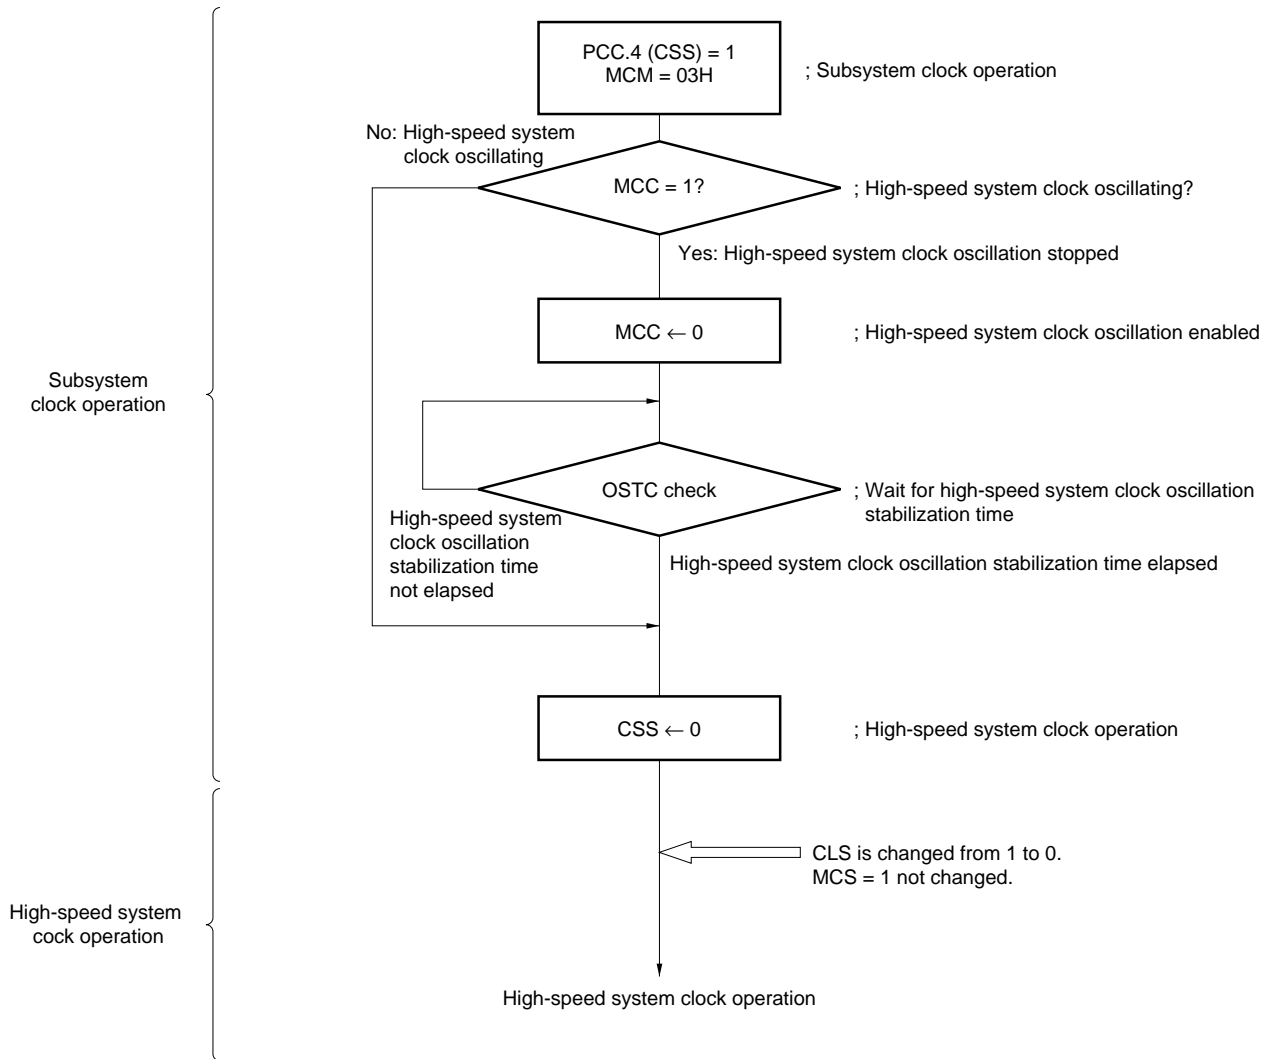 PCC.4 (CSS) = 1
MCM = 03H
; Subsystem clock operation
No: High-speed system
clock oscillating
MCC = 1?
; High-speed system clock oscillating?
Yes: High-speed system clock oscillation stopped
MCC ← 0
; High-speed system clock oscillation enabled
Subsystem
clock operation
OSTC check
; Wait for high-speed system clock oscillation
stabilization time
High-speed system
clock oscillation
stabilization time
not elapsed
High-speed system clock oscillation stabilization time elapsed
CSS ← 0
; High-speed system clock operation
CLS is changed from 1 to 0.
MCS = 1 not changed.
High-speed system
cock operation
High-speed system clock operation